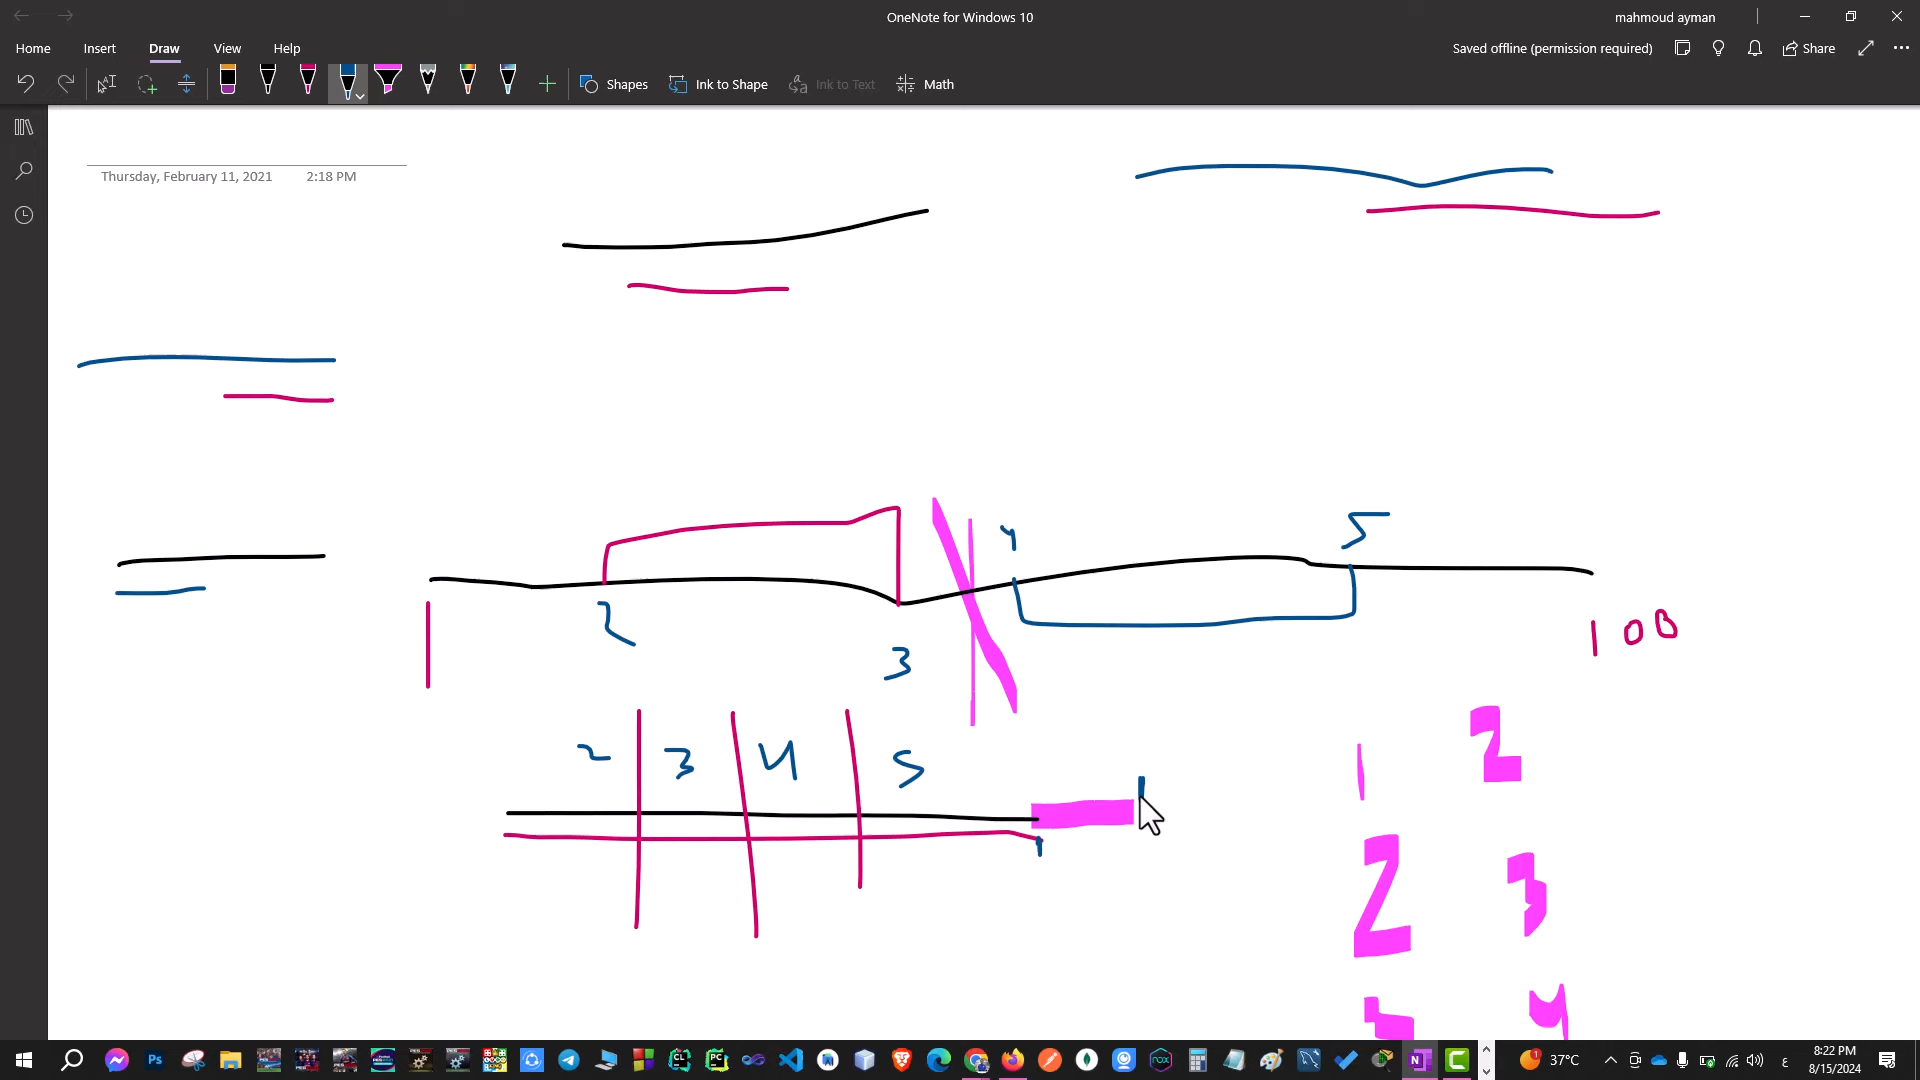 OneNote for Windows 10
mahmoud ayman
Home Insert Draw View Help
Saved offline (permission required) Share
Shapes Ink to Shape Ink to Text Math
Thursday, February 11, 2021 2:18 PM
4 5
2 3
1 100
2 3 4 5
1 2
2 3
3 4
37°C
ع
8:22 PM
8/15/2024